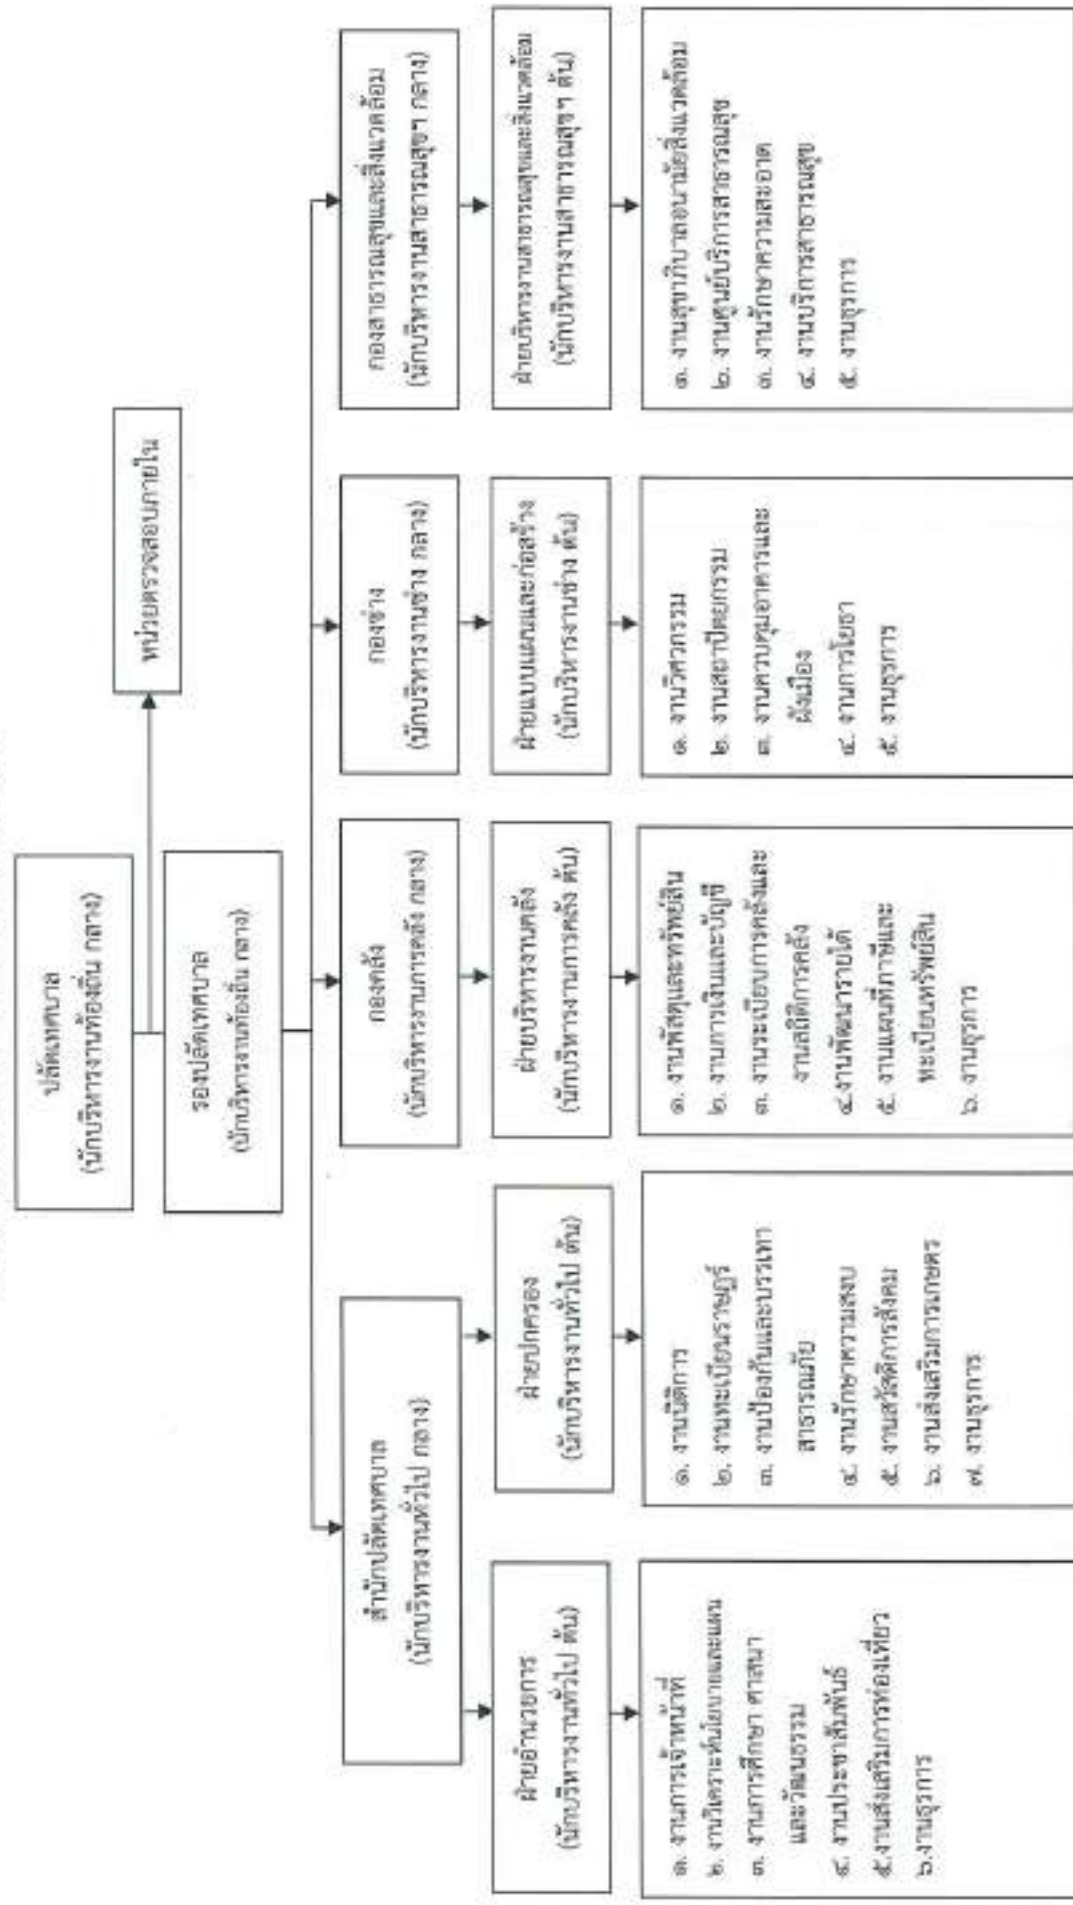 ปลัดเทศบาล
(นักบริหารงานท้องถิ่น กลาง)
หน่วยตรวจสอบภายใน
รองปลัดเทศบาล
(นักบริหารงานท้องถิ่น กลาง)
สำนักปลัดเทศบาล
(นักบริหารงานทั่วไป กลาง)
กองคลัง
(นักบริหารงานการคลัง กลาง)
กองช่าง
(นักบริหารงานช่าง กลาง)
กองสาธารณสุขและสิ่งแวดล้อม
(นักบริหารงานสาธารณสุขฯ กลาง)
ฝ่ายอำนวยการ
(นักบริหารงานทั่วไป ต้น)
ฝ่ายปกครอง
(นักบริหารงานทั่วไป ต้น)
ฝ่ายบริหารงานคลัง
(นักบริหารงานการคลัง ต้น)
ฝ่ายแบบแผนและก่อสร้าง
(นักบริหารงานช่าง ต้น)
ฝ่ายบริหารงานสาธารณสุขและสิ่งแวดล้อม
(นักบริหารงานสาธารณสุขฯ ต้น)
๑. งานการเจ้าหน้าที่
๒. งานวิเคราะห์นโยบายและแผน
๓. งานการศึกษา ศาสนา
และวัฒนธรรม
๔. งานประชาสัมพันธ์
๕.งานส่งเสริมการท่องเที่ยว
๖.งานธุรการ
๑. งานนิติการ
๒. งานทะเบียนราษฎร์
๓. งานป้องกันและบรรเทา
สาธารณภัย
๔. งานรักษาความสงบ
๕. งานสวัสดิการสังคม
๖. งานส่งเสริมการเกษตร
๗. งานธุรการ
๑. งานพัสดุและทรัพย์สิน
๒. งานการเงินและบัญชี
๓. งานระเบียบการคลังและ
งานสถิติการคลัง
๔.งานพัฒนารายได้
๕. งานแผนที่ภาษีและ
ทะเบียนทรัพย์สิน
๖. งานธุรการ
๑. งานวิศวกรรม
๒. งานสถาปัตยกรรม
๓. งานควบคุมอาคารและ
ผังเมือง
๔. งานการโยธา
๕. งานธุรการ
๑. งานสุขาภิบาลอนามัยสิ่งแวดล้อม
๒. งานศูนย์บริการสาธารณสุข
๓. งานรักษาความสะอาด
๔. งานบริการสาธารณสุข
๕. งานธุรการ